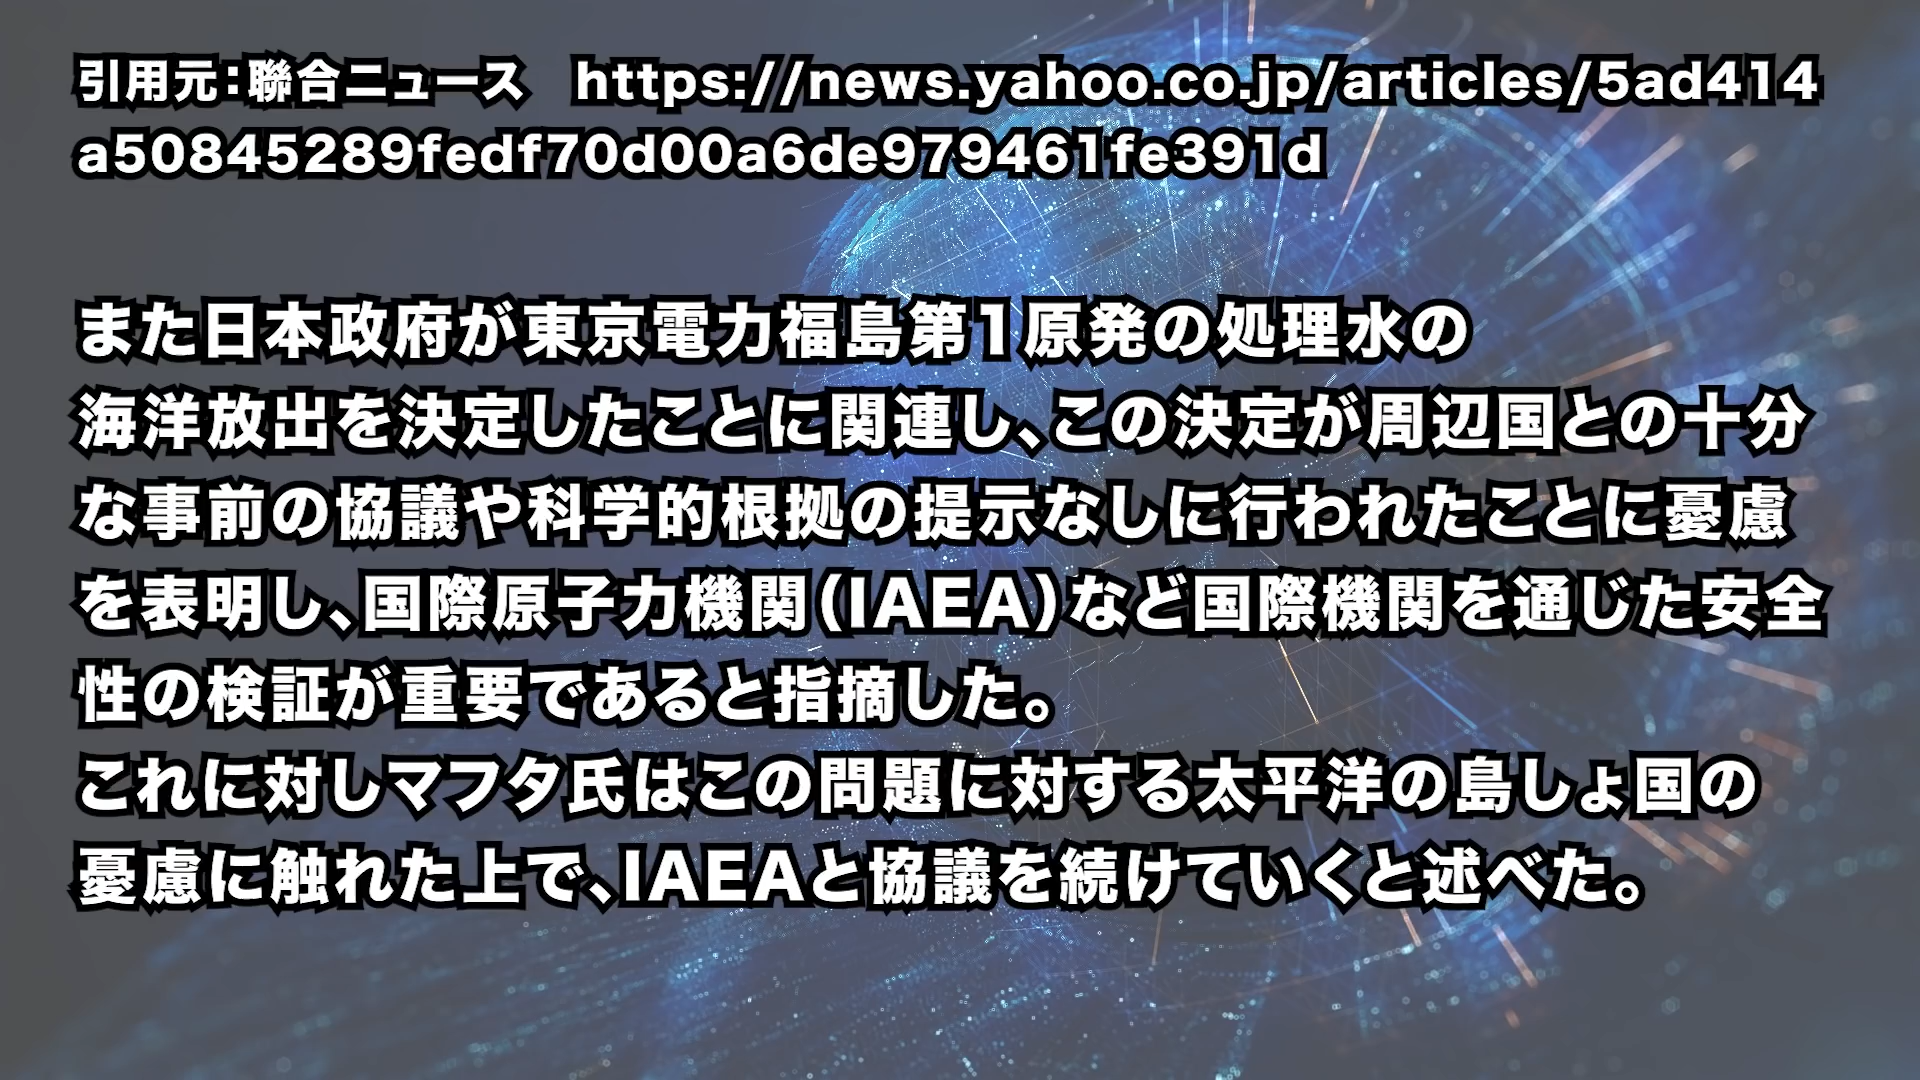 引用元：聯合ニュース　https://news.yahoo.co.jp/articles/5ad414
a50845289fedf70d00a6de979461fe391d
また日本政府が東京電力福島第1原発の処理水の
海洋放出を決定したことに関連し、この決定が周辺国との十分
な事前の協議や科学的根拠の提示なしに行われたことに憂慮
を表明し、国際原子力機関（IAEA）など国際機関を通じた安全
性の検証が重要であると指摘した。
これに対しマフタ氏はこの問題に対する太平洋の島しょ国の
憂慮に触れた上で、IAEAと協議を続けていくと述べた。